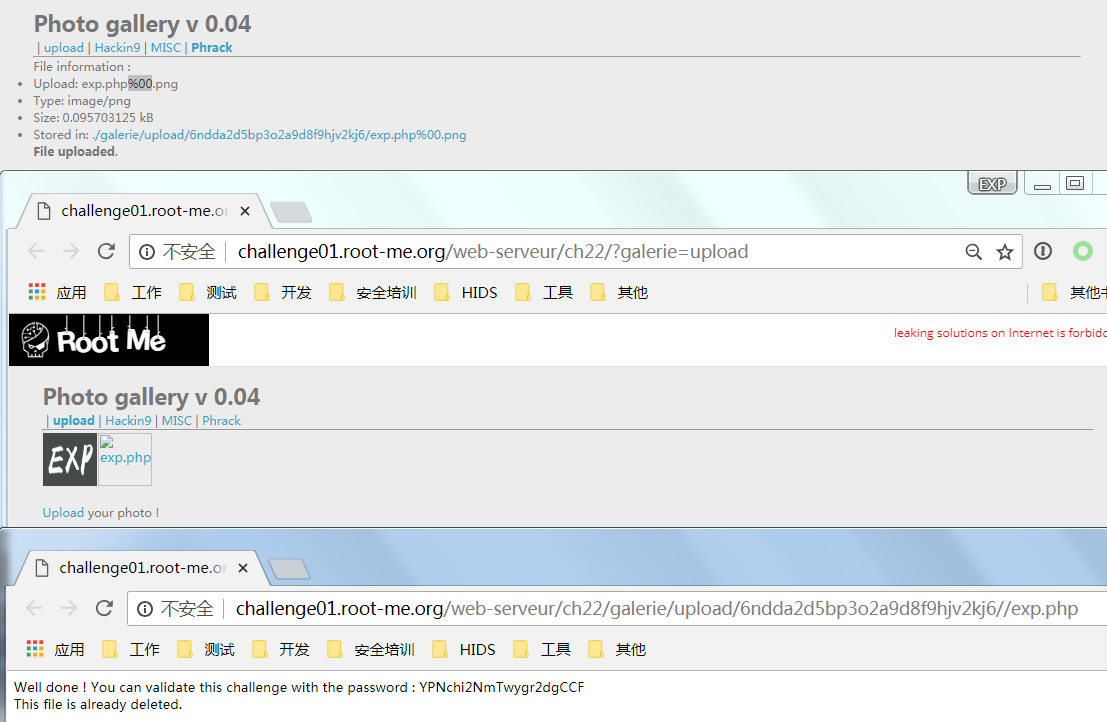 Photo gallery v 0.04
| upload | Hackin9 | MISC | Phrack
File information :
Upload: exp.php%00.png
Type: image/png
Size: 0.095703125 kB
Stored in: ./galerie/upload/6ndda2d5bp3o2a9d8f9hjv2kj6/exp.php%00.png
File uploaded.
EXP
challenge01.root-me.or
不安全 challenge01.root-me.org/web-serveur/ch22/?galerie=upload
应用 工作 测试 开发 安全培训 HIDS 工具 其他 其他书
Root Me
leaking solutions on Internet is forbidd
Photo gallery v 0.04
| upload | Hackin9 | MISC | Phrack
EXP exp.php
Upload your photo !
challenge01.root-me.or
不安全 challenge01.root-me.org/web-serveur/ch22/galerie/upload/6ndda2d5bp3o2a9d8f9hjv2kj6//exp.php
应用 工作 测试 开发 安全培训 HIDS 工具 其他
Well done ! You can validate this challenge with the password : YPNchi2NmTwygr2dgCCF
This file is already deleted.